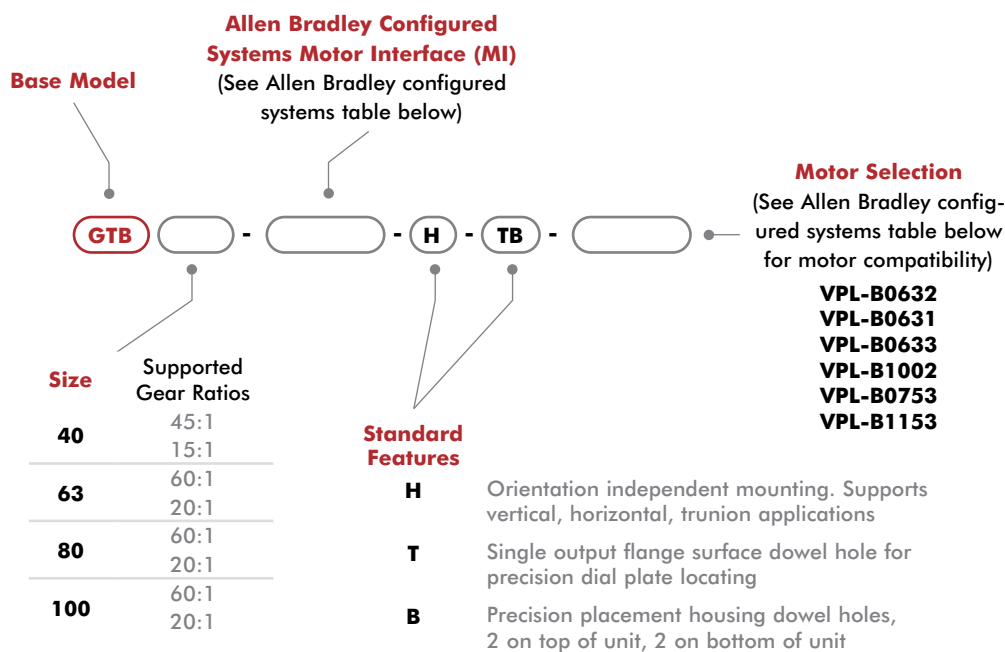 Allen Bradley Configured
Systems Motor Interface (MI)
(See Allen Bradley configured
systems table below)
Base Model
Motor Selection
(See Allen Bradley config-
ured systems table below
for motor compatibility)
VPL-B0632
VPL-B0631
VPL-B0633
VPL-B1002
VPL-B0753
VPL-B1153
GTB - - H - TB -
Size
Supported
Gear Ratios
40
45:1
15:1
63
60:1
20:1
80
60:1
20:1
100
60:1
20:1
Standard
Features
H
Orientation independent mounting. Supports
vertical, horizontal, trunion applications
T
Single output flange surface dowel hole for
precision dial plate locating
B
Precision placement housing dowel holes,
2 on top of unit, 2 on bottom of unit